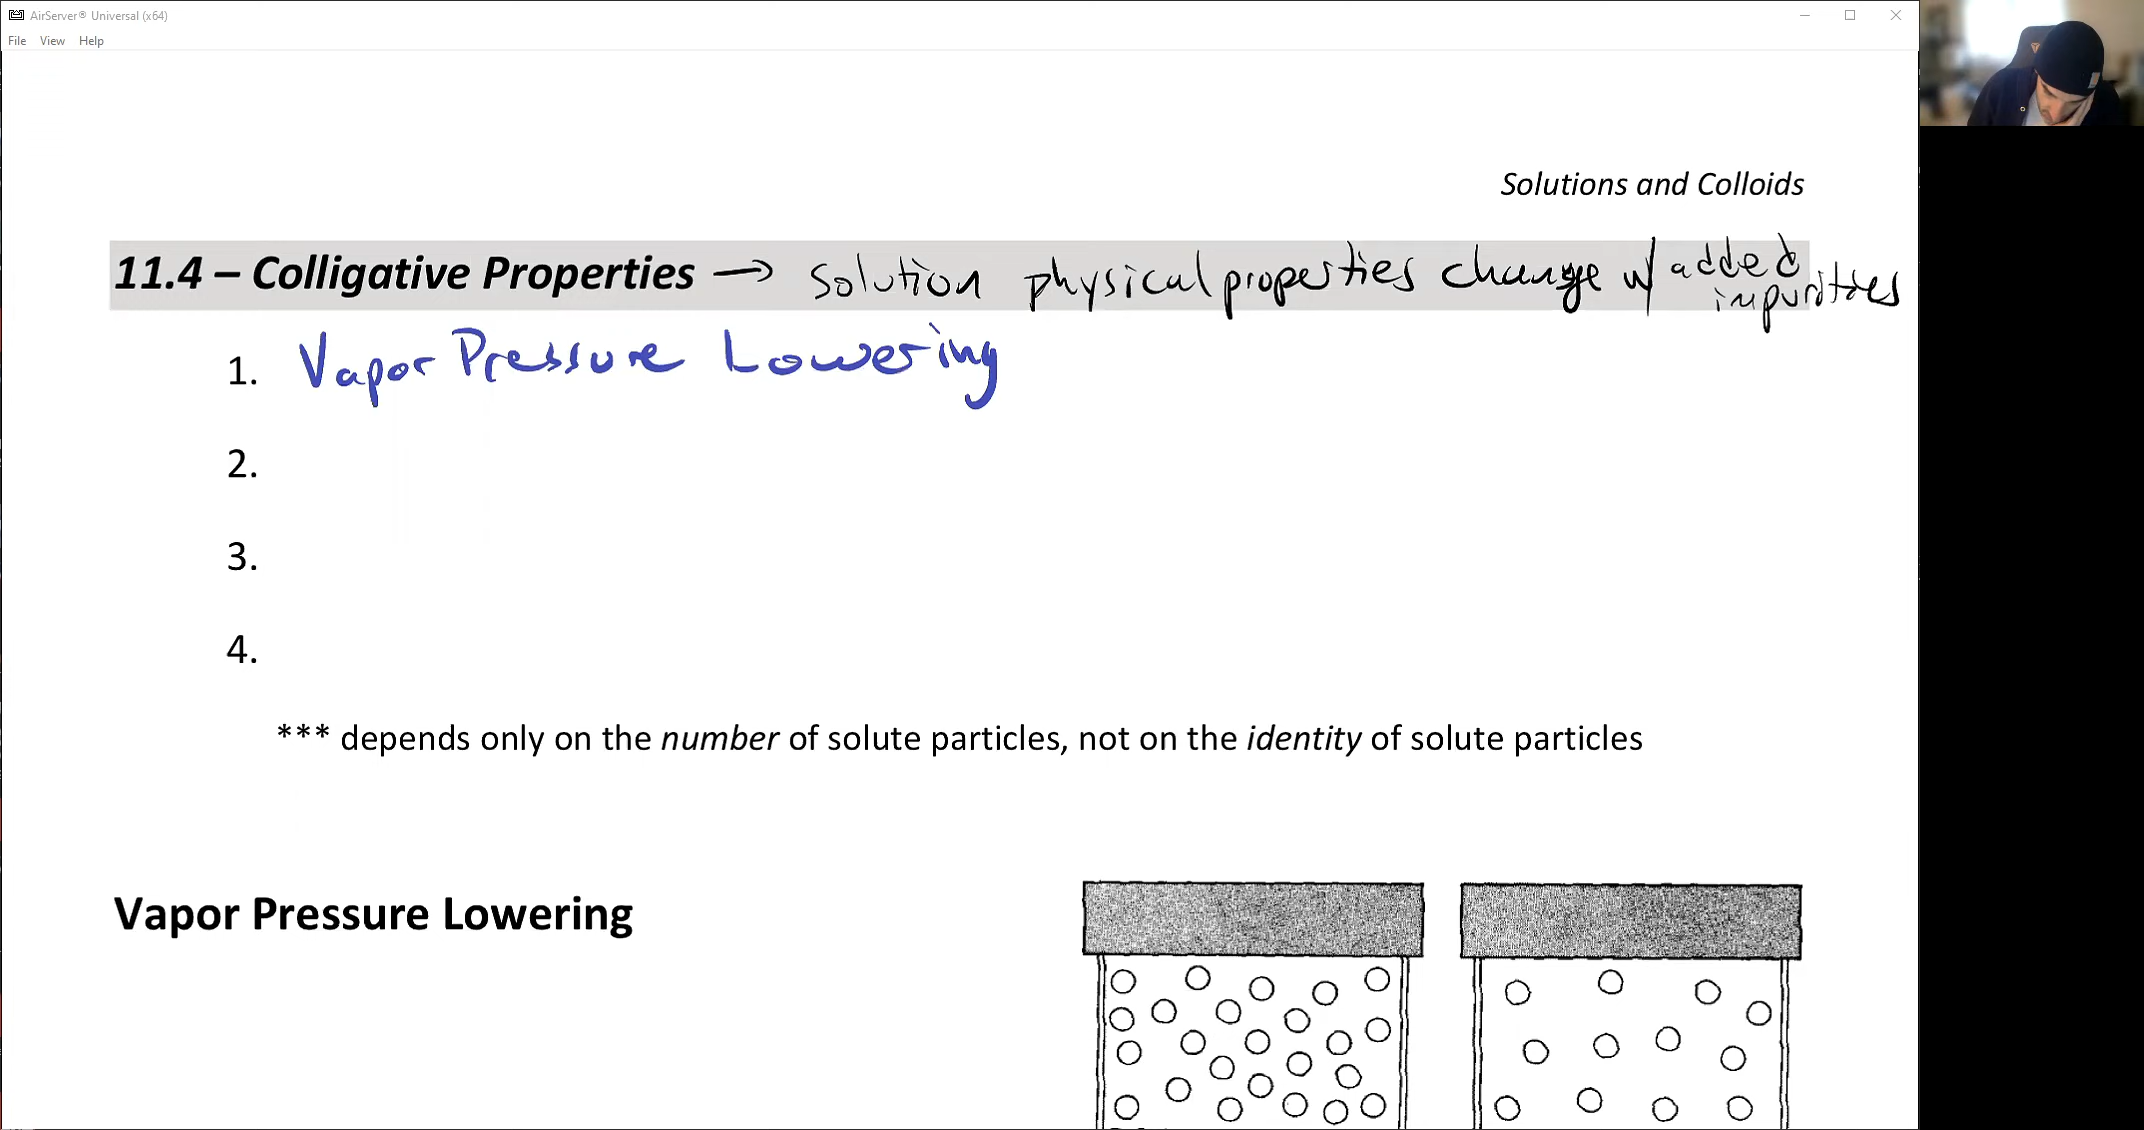 AirServer® Universal (x64)
File View Help
Solutions and Colloids
11.4 – Colligative Properties → solution physical properties change w/ added impurities
1. Vapor Pressure Lowering
2.
3.
4.
*** depends only on the number of solute particles, not on the identity of solute particles
Vapor Pressure Lowering